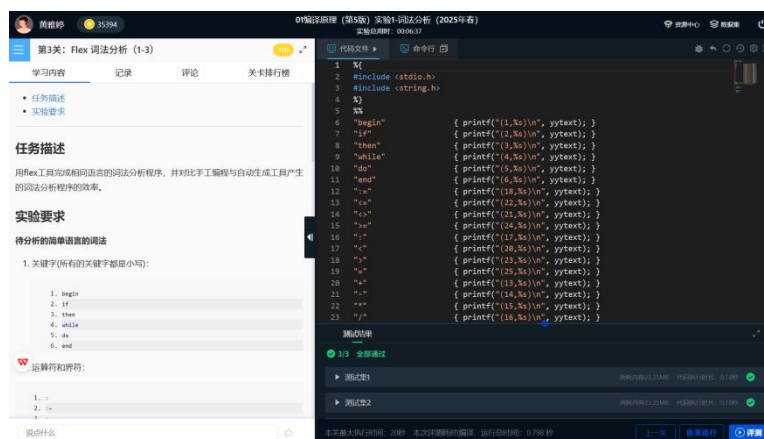 黄雅婷 35394
01编译原理（第5版）实验1-词法分析（2025年春）
实验总用时：00:06:37
资源中心 数据集
第3关：Flex 词法分析（1-3）
学习内容 记录 评论 关卡排行榜
任务描述
实验要求
任务描述
用flex工具完成相同语言的词法分析程序，并对比手工编程与自动生成工具产生
的词法分析程序的效率。
实验要求
待分析的简单语言的词法
1. 关键字(所有的关键字都是小写):
1. begin
2. if
3. then
4. while
5. do
6. end
运算符和界符:
1. :
2. :=
说点什么
代码文件 命令行
1 %{
2 #include <stdio.h>
3 #include <string.h>
4 %}
5 %%
6 "begin" { printf("(1,%s)\n", yytext); }
7 "if" { printf("(2,%s)\n", yytext); }
8 "then" { printf("(3,%s)\n", yytext); }
9 "while" { printf("(4,%s)\n", yytext); }
10 "do" { printf("(5,%s)\n", yytext); }
11 "end" { printf("(6,%s)\n", yytext); }
12 ":=" { printf("(18,%s)\n", yytext); }
13 "<=" { printf("(22,%s)\n", yytext); }
14 "<>" { printf("(21,%s)\n", yytext); }
15 ">=" { printf("(24,%s)\n", yytext); }
16 ":" { printf("(17,%s)\n", yytext); }
17 "<" { printf("(20,%s)\n", yytext); }
18 ">" { printf("(23,%s)\n", yytext); }
19 "=" { printf("(25,%s)\n", yytext); }
20 "+" { printf("(13,%s)\n", yytext); }
21 "-" { printf("(14,%s)\n", yytext); }
22 "*" { printf("(15,%s)\n", yytext); }
23 "/" { printf("(16,%s)\n", yytext); }
测试结果
3/3 全部通过
测试集1
测试集2
本关最大执行时间：20秒 本次评测耗时(编译、运行总时间)：0.798 秒
上一关 自测运行 评测